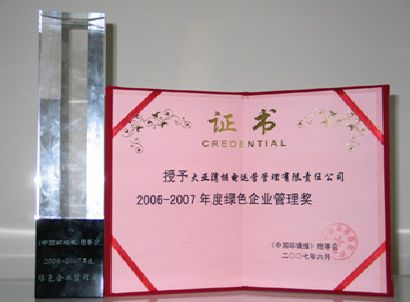 《中国环境报》理事会
2006-2007年度
绿色企业管理奖
证书
CREDENTIAL
授予大亚湾核电运营管理有限责任公司
2006-2007年度绿色企业管理奖
《中国环境报》理事会
二〇〇七年六月